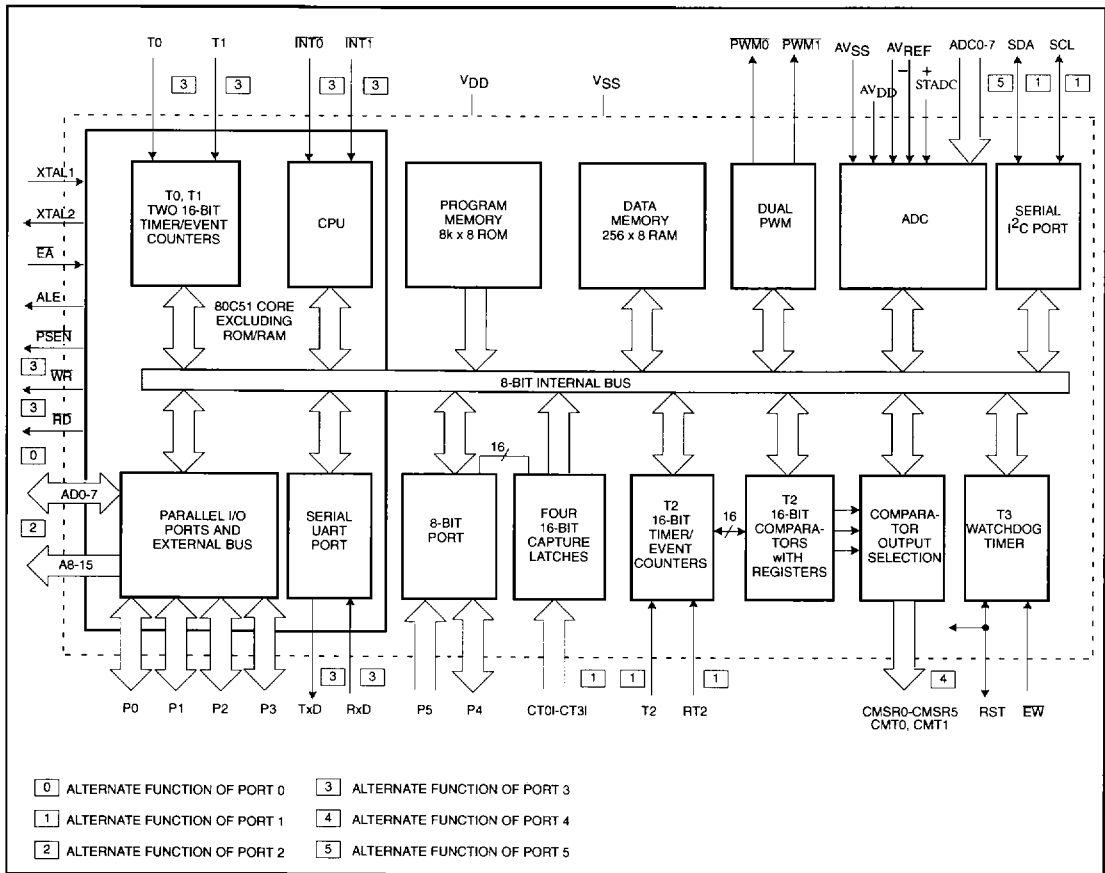 T0 T1 INT0 INT1 PWM0 PWM1 AVSS AVREF ADC0-7 SDA SCL
3 3 3 3 VDD VSS AVDD − + STADC 5 1 1
XTAL1
XTAL2
EA
ALE
PSEN
3
WR
3
RD
0
AD0-7
2
A8-15
T0, T1
TWO 16-BIT
TIMER/EVENT
COUNTERS
CPU
PROGRAM
MEMORY
8k x 8 ROM
DATA
MEMORY
256 x 8 RAM
DUAL
PWM
ADC
SERIAL
I2C PORT
80C51 CORE
EXCLUDING
ROM/RAM
8-BIT INTERNAL BUS
PARALLEL I/O
PORTS AND
EXTERNAL BUS
SERIAL
UART
PORT
8-BIT
PORT
16
FOUR
16-BIT
CAPTURE
LATCHES
T2
16-BIT
TIMER/
EVENT
COUNTERS
16
T2
16-BIT
COMPARA-
TORS
wITH
REGISTERS
COMPARA-
TOR
OUTPUT
SELECTION
T3
WATCHDOG
TIMER
3 3 1 1 1 4
P0 P1 P2 P3 TxD RxD P5 P4 CT0I-CT3I T2 RT2 CMSR0-CMSR5 RST EW
CMT0, CMT1
0 ALTERNATE FUNCTION OF PORT 0
1 ALTERNATE FUNCTION OF PORT 1
2 ALTERNATE FUNCTION OF PORT 2
3 ALTERNATE FUNCTION OF PORT 3
4 ALTERNATE FUNCTION OF PORT 4
5 ALTERNATE FUNCTION OF PORT 5